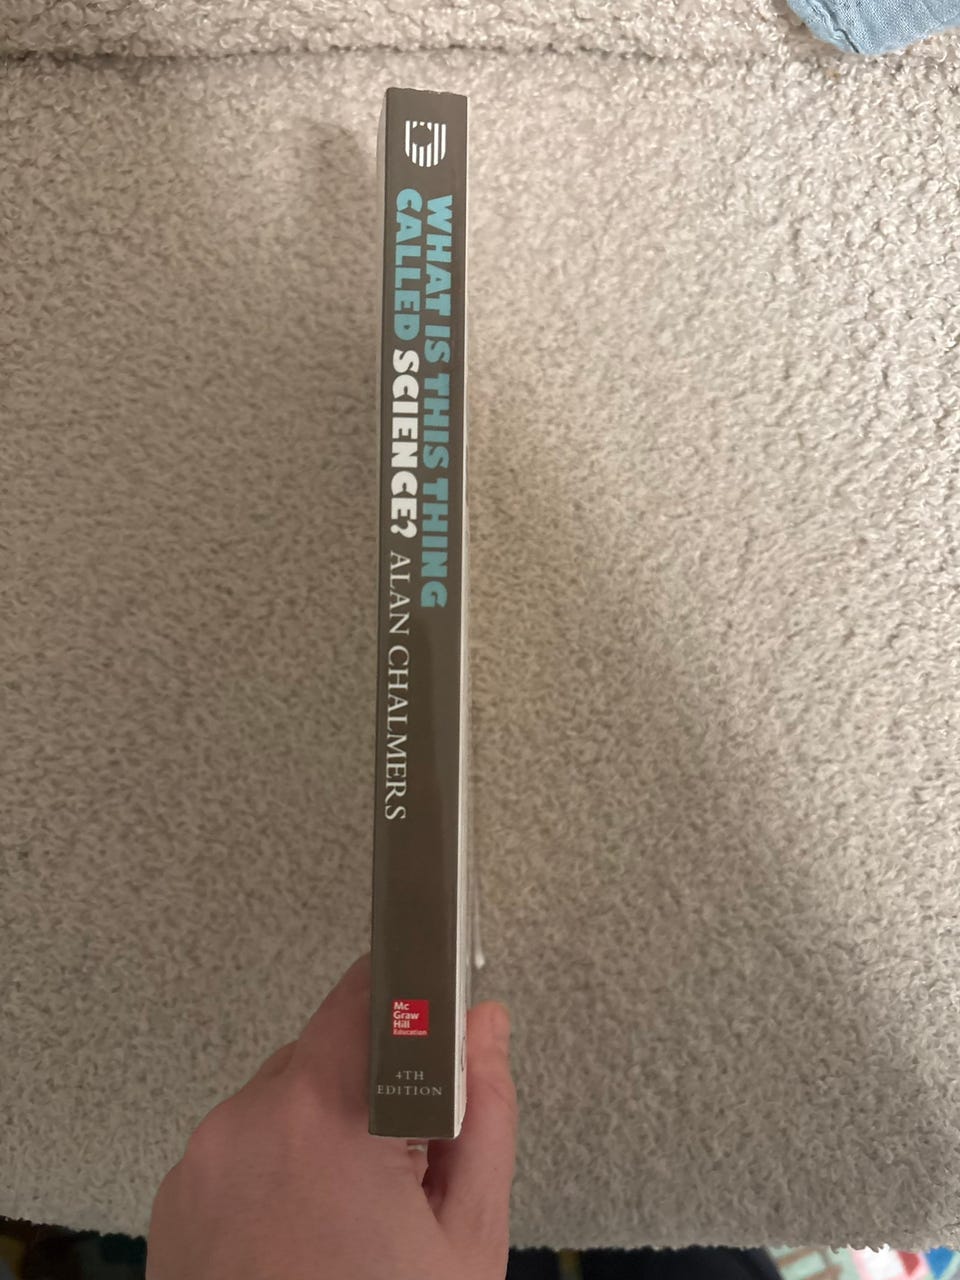 WHAT IS THIS THING
CALLED SCIENCE?
ALAN CHALMERS
Mc
Graw
Hill
Education
4TH
EDITION